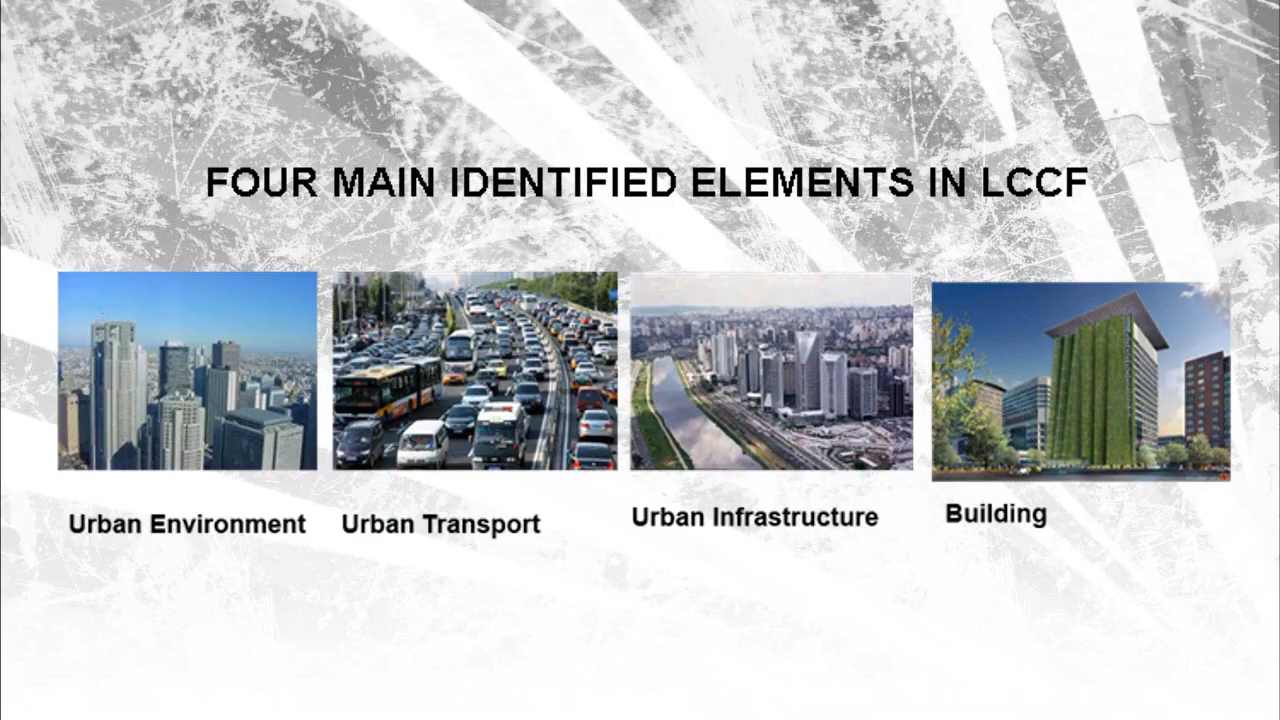 FOUR MAIN IDENTIFIED ELEMENTS IN LCCF
Urban Environment
Urban Transport
Urban Infrastructure
Building